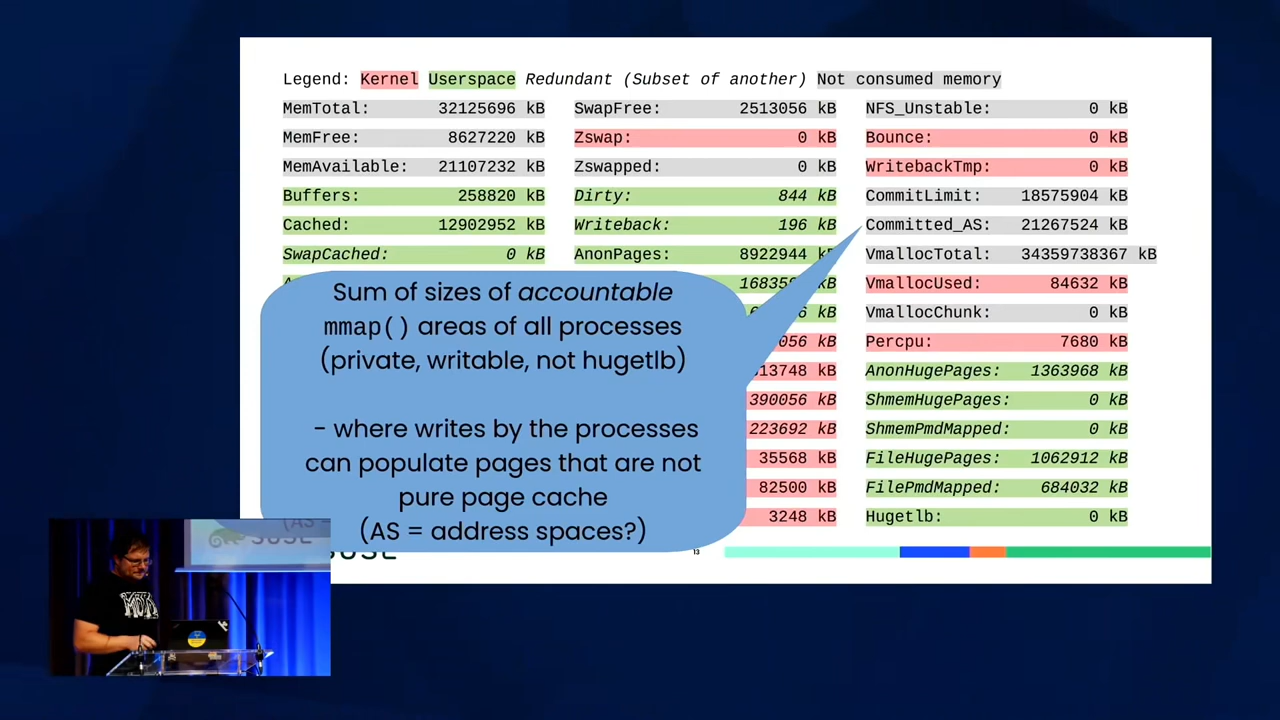 Legend: Kernel Userspace Redundant (Subset of another) Not consumed memory
MemTotal: 32125696 kB
MemFree: 8627220 kB
MemAvailable: 21107232 kB
Buffers: 258820 kB
Cached: 12902952 kB
SwapCached: 0 kB
SwapFree: 2513056 kB
Zswap: 0 kB
Zswapped: 0 kB
Dirty: 844 kB
Writeback: 196 kB
AnonPages: 8922944 kB
kB
kB
kB
kB
390056 kB
223692 kB
35568 kB
82500 kB
3248 kB
NFS_Unstable: 0 kB
Bounce: 0 kB
WritebackTmp: 0 kB
CommitLimit: 18575904 kB
Committed_AS: 21267524 kB
VmallocTotal: 34359738367 kB
VmallocUsed: 84632 kB
VmallocChunk: 0 kB
Percpu: 7680 kB
AnonHugePages: 1363968 kB
ShmemHugePages: 0 kB
ShmemPmdMapped: 0 kB
FileHugePages: 1062912 kB
FilePmdMapped: 684032 kB
Hugetlb: 0 kB
Sum of sizes of accountable
mmap() areas of all processes
(private, writable, not hugetlb)
- where writes by the processes
can populate pages that are not
pure page cache
(AS = address spaces?)
13